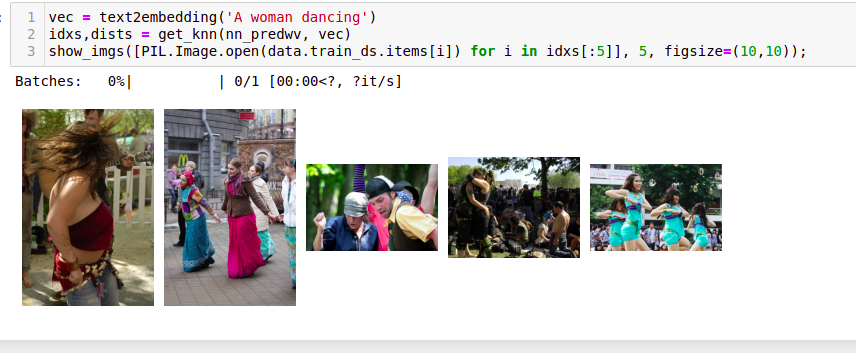 1 vec = text2embedding('A woman dancing')
2 idxs,dists = get_knn(nn_predwv, vec)
3 show_imgs([PIL.Image.open(data.train_ds.items[i]) for i in idxs[:5]], 5, figsize=(10,10));
Batches:   0%|          | 0/1 [00:00<?, ?it/s]